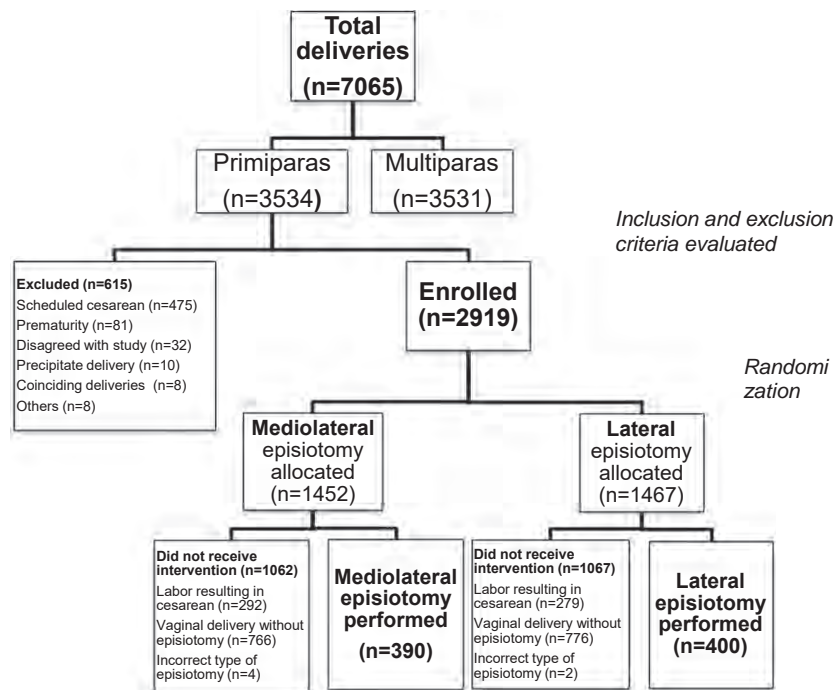 Total
deliveries
(n=7065)
Primiparas
(n=3534)
Multiparas
(n=3531)
Inclusion and exclusion
criteria evaluated
Excluded (n=615)
Scheduled cesarean (n=475)
Prematurity (n=81)
Disagreed with study (n=32)
Precipitate delivery (n=10)
Coinciding deliveries (n=8)
Others (n=8)
Enrolled
(n=2919)
Randomi
zation
Mediolateral
episiotomy
allocated
(n=1452)
Lateral
episiotomy
allocated
(n=1467)
Did not receive
intervention (n=1062)
Labor resulting in
cesarean (n=292)
Vaginal delivery without
episiotomy (n=766)
Incorrect type of
episiotomy (n=4)
Mediolateral
episiotomy
performed
(n=390)
Did not receive
intervention (n=1067)
Labor resulting in
cesarean (n=279)
Vaginal delivery without
episiotomy (n=776)
Incorrect type of
episiotomy (n=2)
Lateral
episiotomy
performed
(n=400)